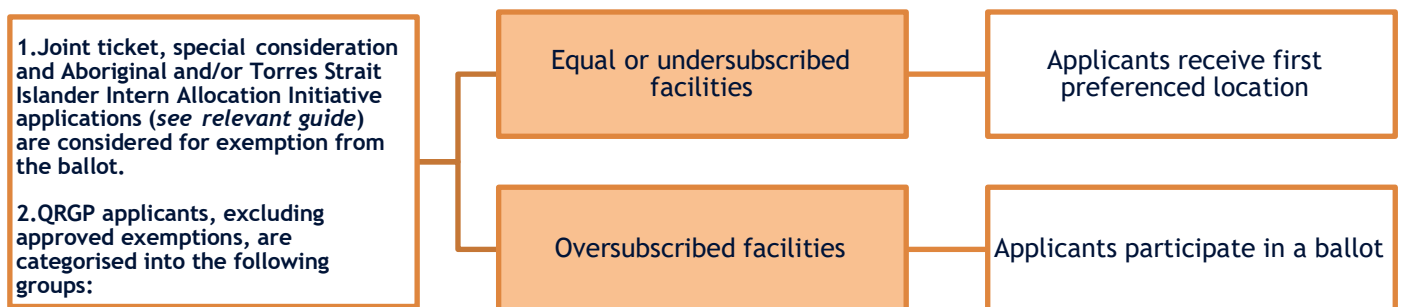 1.Joint ticket, special consideration
and Aboriginal and/or Torres Strait
Islander Intern Allocation Initiative
applications (see relevant guide)
are considered for exemption from
the ballot.
2.QRGP applicants, excluding
approved exemptions, are
categorised into the following
groups:
Equal or undersubscribed
facilities
Applicants receive first
preferenced location
Oversubscribed facilities
Applicants participate in a ballot